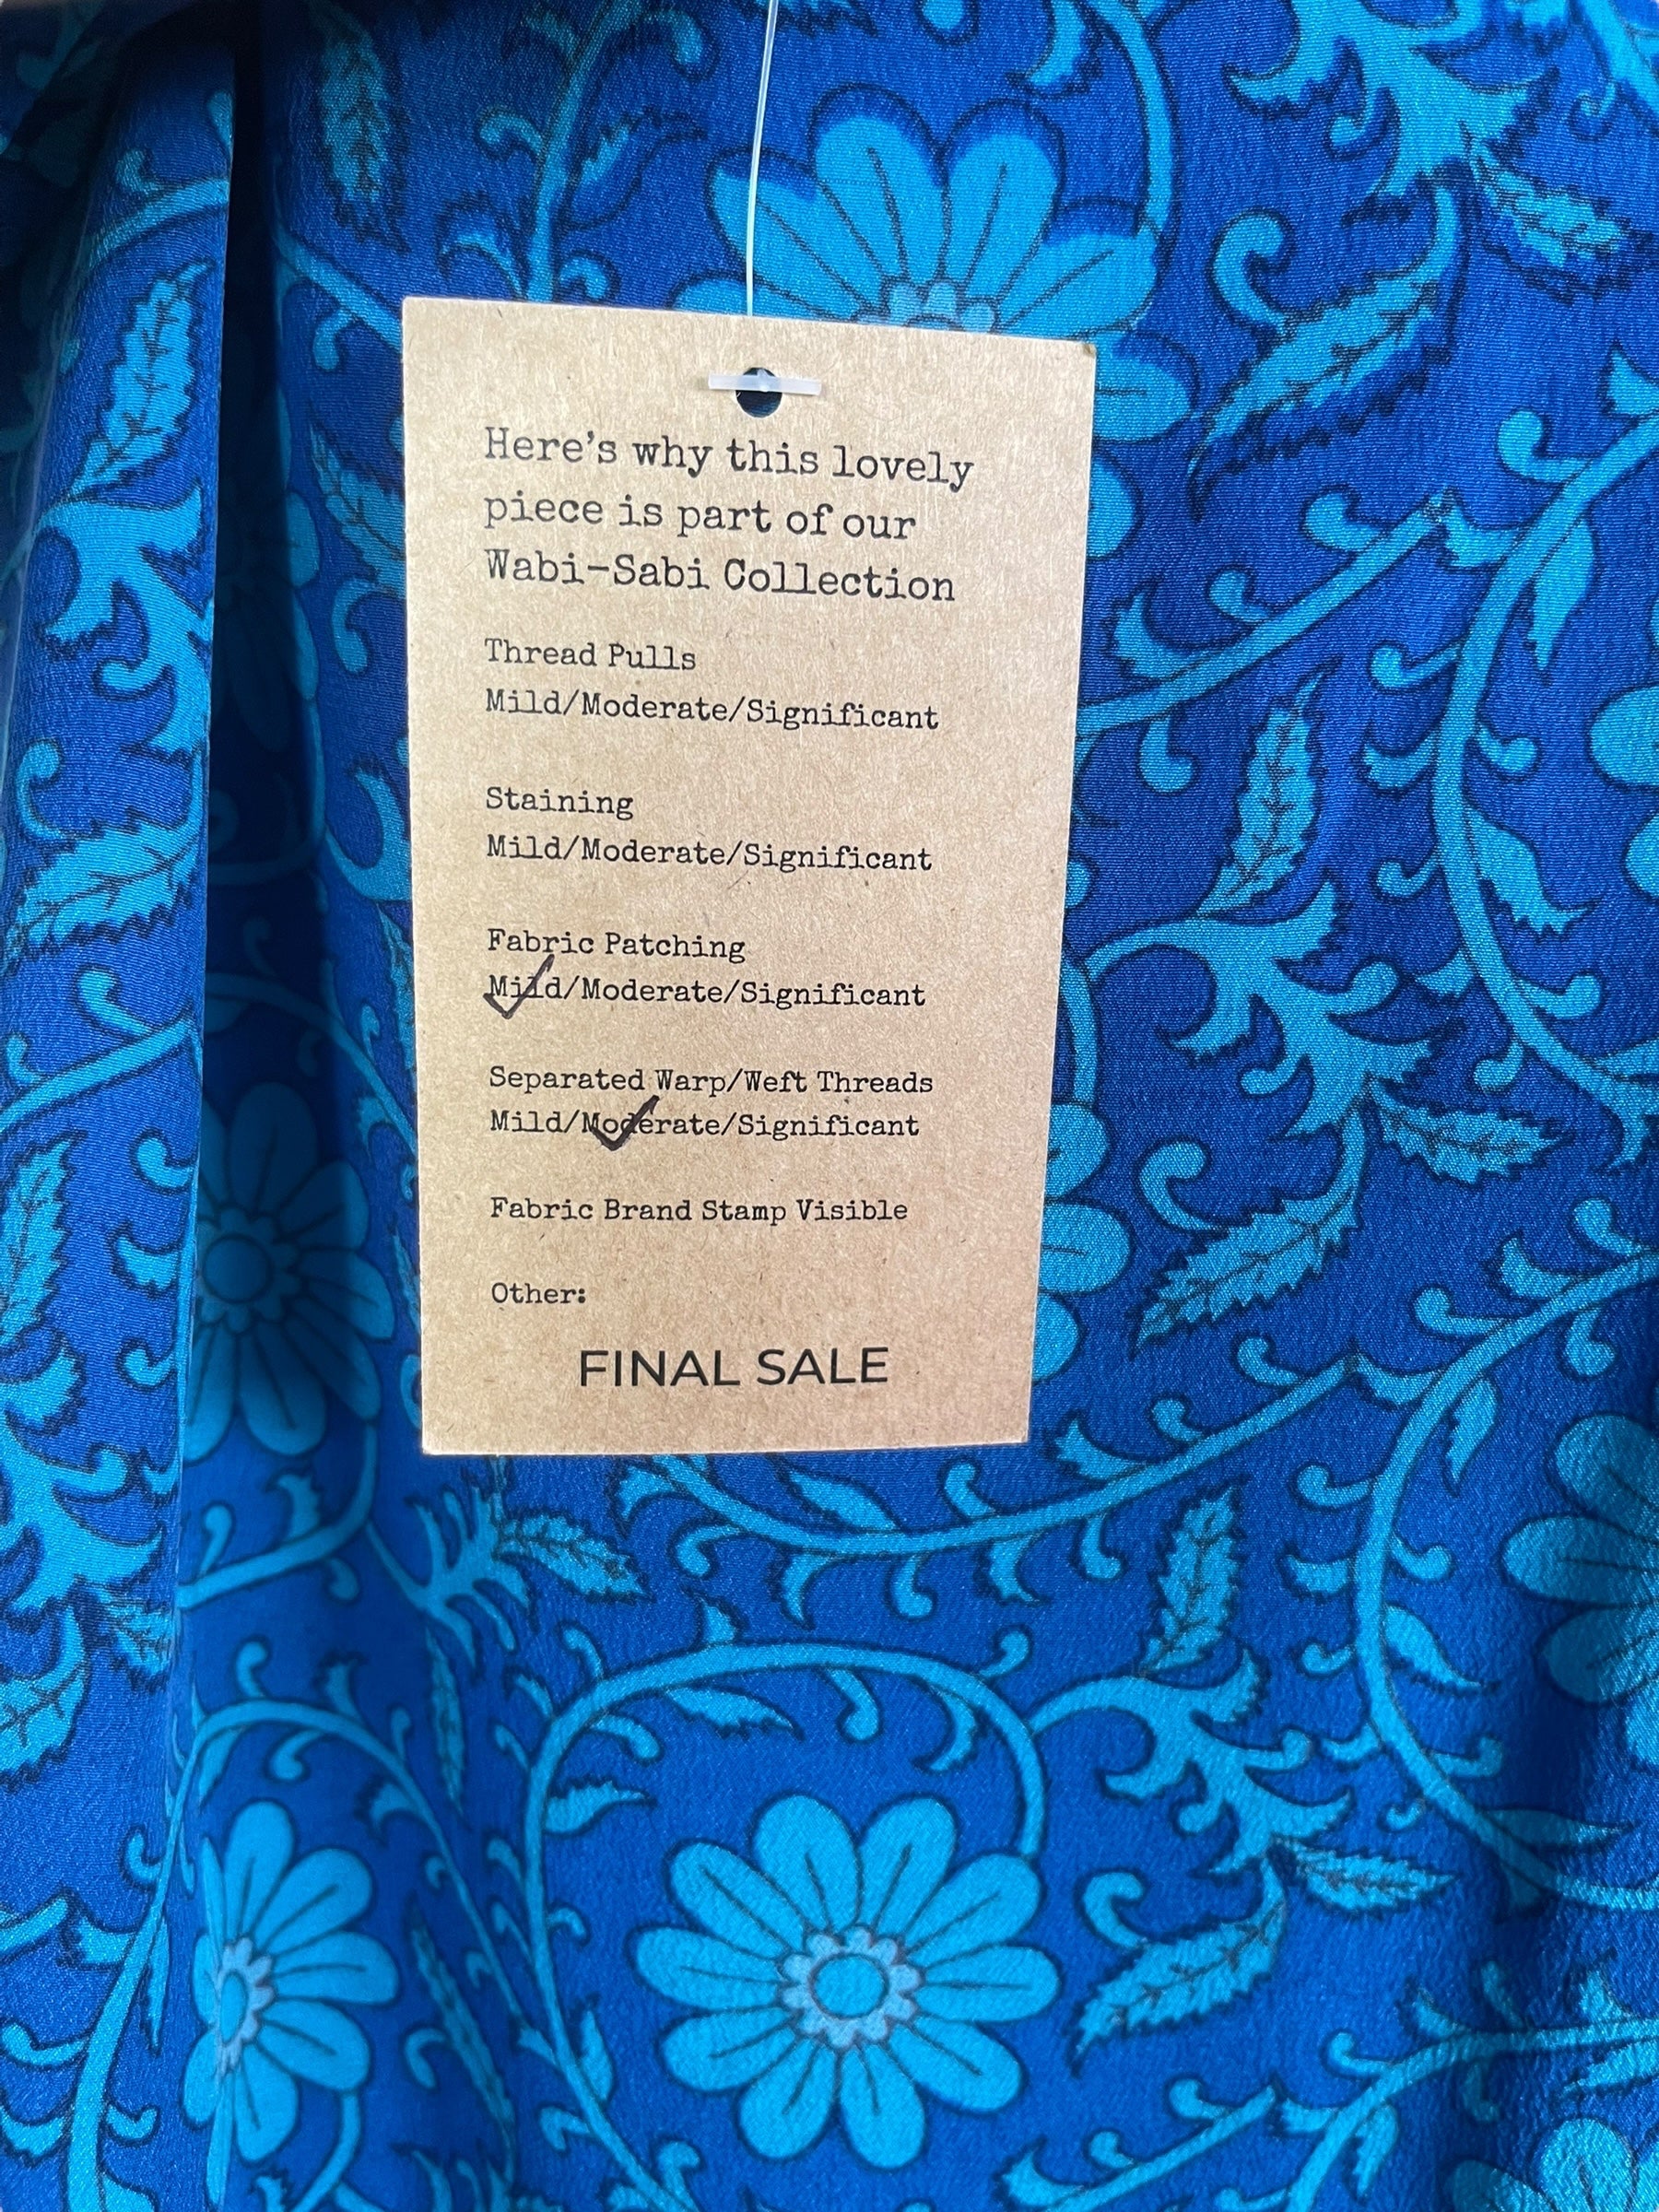 Here's why this lovely
piece is part of our
Wabi-Sabi Collection
Thread Pulls
Mild/Moderate/Significant
Staining
Mild/Moderate/Significant
Fabric Patching
Mild/Moderate/Significant
Separated Warp/Weft Threads
Mild/Moderate/Significant
Fabric Brand Stamp Visible
Other:
FINAL SALE